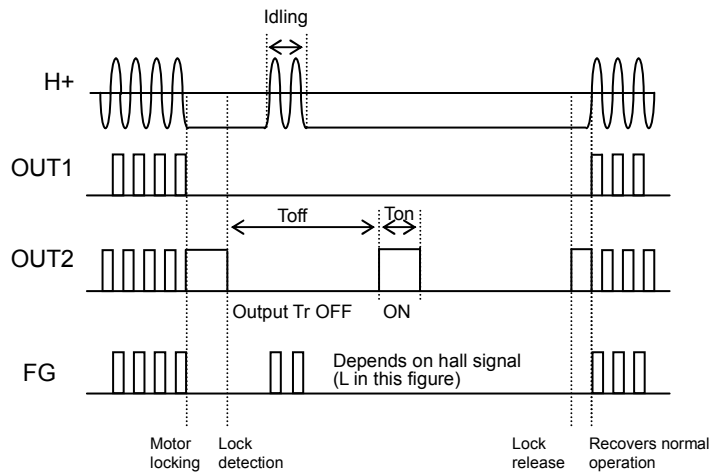 Idling
H+
OUT1
Toff
Ton
OUT2
Output Tr OFF
ON
FG
Depends on hall signal
(L in this figure)
Motor
locking
Lock
detection
Lock
release
Recovers normal
operation